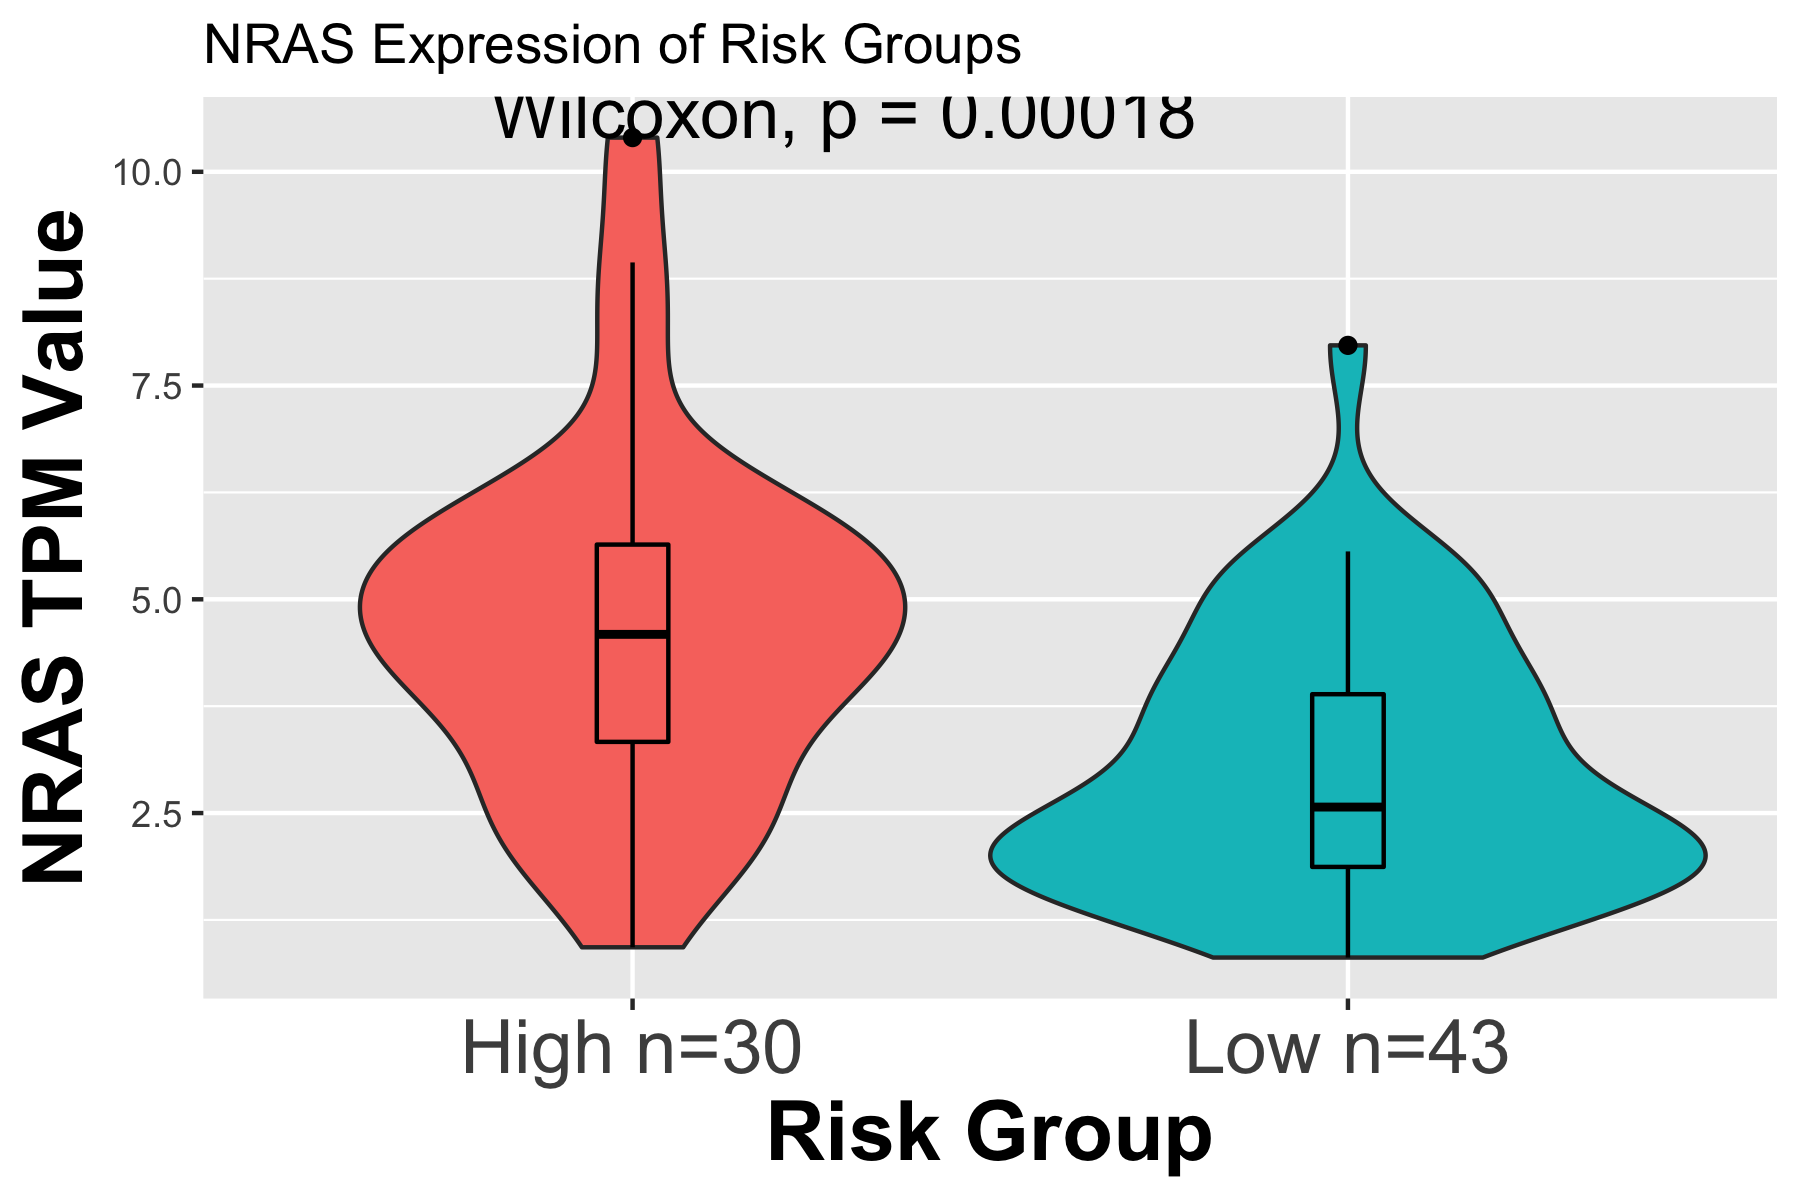 NRAS Expression of Risk Groups
Wilcoxon, p = 0.00018
10.0
7.5
5.0
2.5
NRAS TPM Value
High n=30
Low n=43
Risk Group